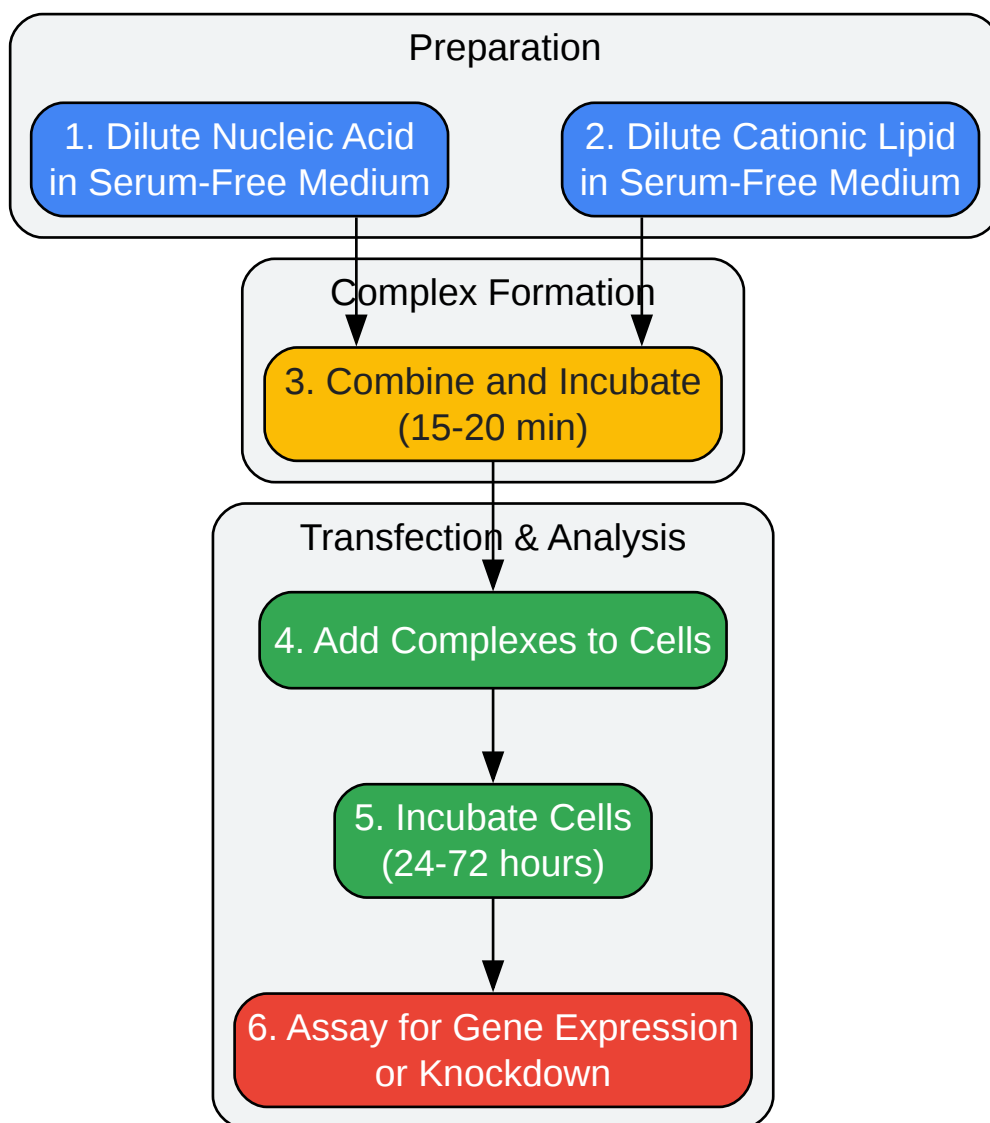 Preparation
1. Dilute Nucleic Acid
in Serum-Free Medium
2. Dilute Cationic Lipid
in Serum-Free Medium
Complex Formation
3. Combine and Incubate
(15-20 min)
Transfection & Analysis
4. Add Complexes to Cells
5. Incubate Cells
(24-72 hours)
6. Assay for Gene Expression
or Knockdown